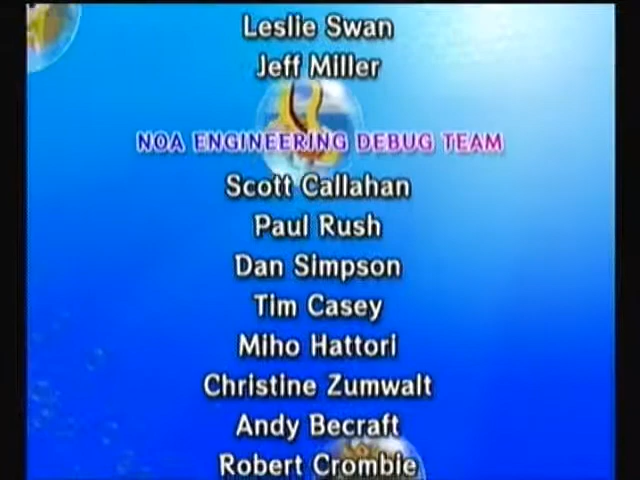 Leslie Swan
Jeff Miller
NOA ENGINEERING DEBUG TEAM
Scott Callahan
Paul Rush
Dan Simpson
Tim Casey
Miho Hattori
Christine Zumwalt
Andy Becraft
Robert Crombie